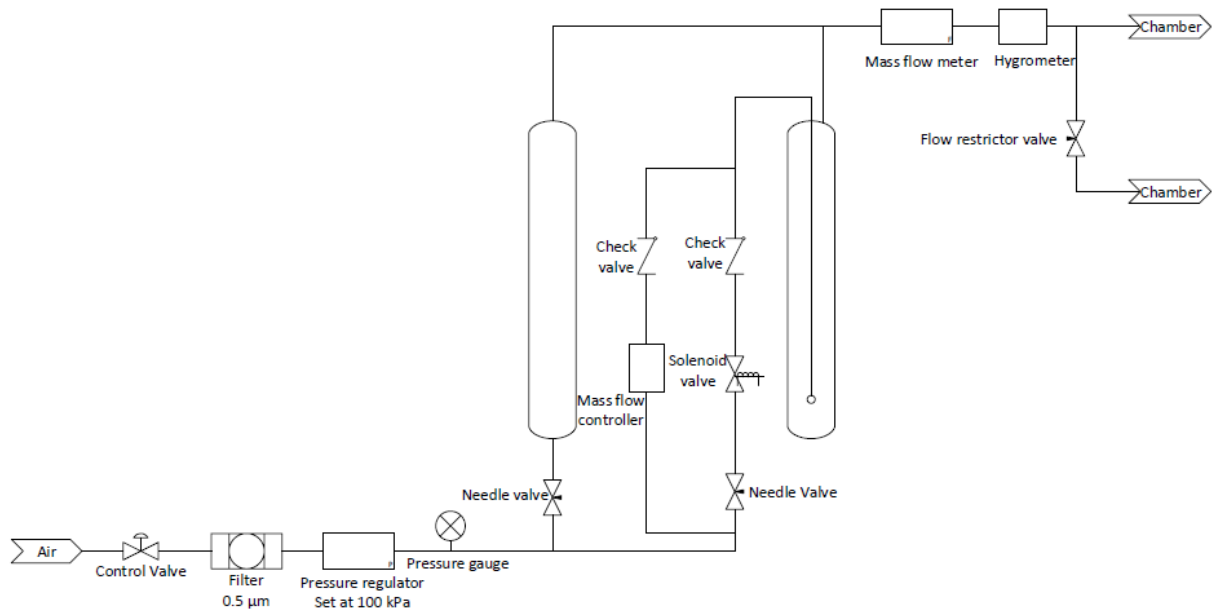 Chamber
Mass flow meter
Hygrometer
Flow restrictor valve
Chamber
Check
valve
Check
valve
Solenoid
valve
Mass flow
controller
Needle valve
Needle Valve
Air
Control Valve
Filter
0.5 μm
Pressure regulator
Set at 100 kPa
Pressure gauge